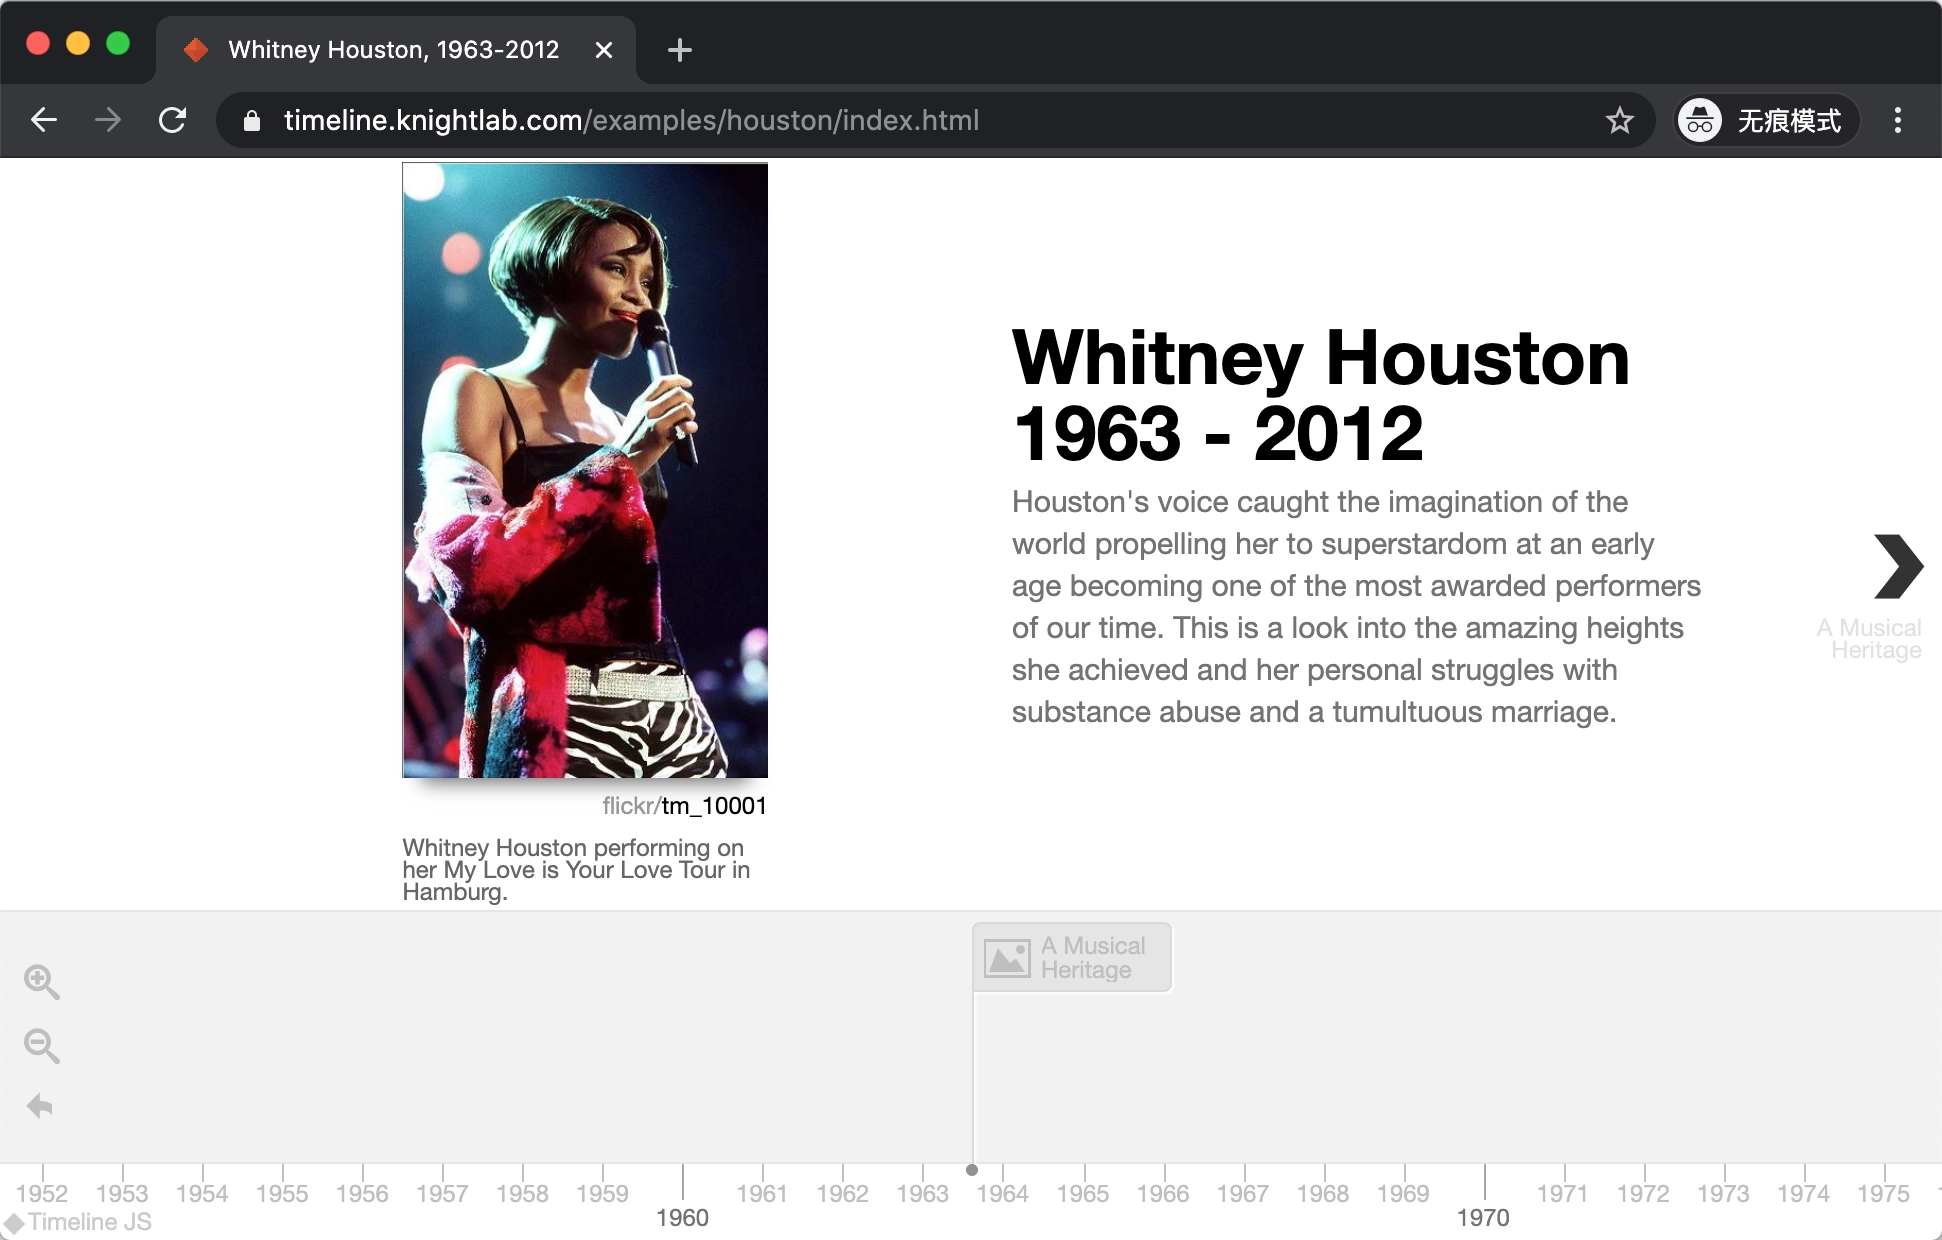 Whitney Houston, 1963-2012
timeline.knightlab.com/examples/houston/index.html
无痕模式
Whitney Houston
1963 - 2012
Houston's voice caught the imagination of the
world propelling her to superstardom at an early
age becoming one of the most awarded performers
of our time. This is a look into the amazing heights
she achieved and her personal struggles with
substance abuse and a tumultuous marriage.
A Musical
Heritage
flickr/tm_10001
Whitney Houston performing on
her My Love is Your Love Tour in
Hamburg.
A Musical
Heritage
1952 1953 1954 1955 1956 1957 1958 1959 1961 1962 1963 1964 1965 1966 1967 1968 1969 1971 1972 1973 1974 1975
1960 1970
Timeline JS